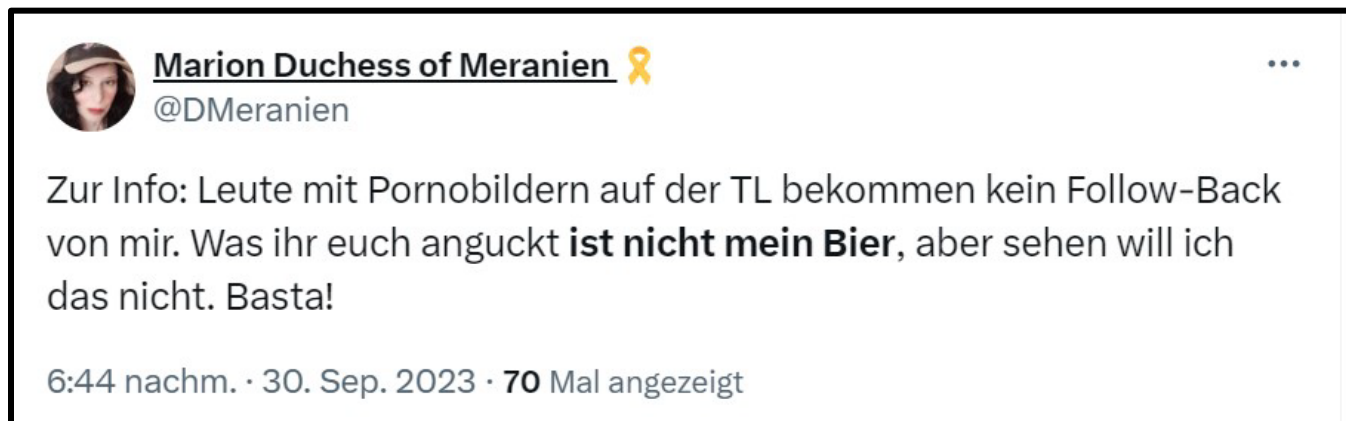 Marion Duchess of Meranien 🎗
@DMeranien
Zur Info: Leute mit Pornobildern auf der TL bekommen kein Follow-Back
von mir. Was ihr euch anguckt ist nicht mein Bier, aber sehen will ich
das nicht. Basta!
6:44 nachm. · 30. Sep. 2023 · 70 Mal angezeigt